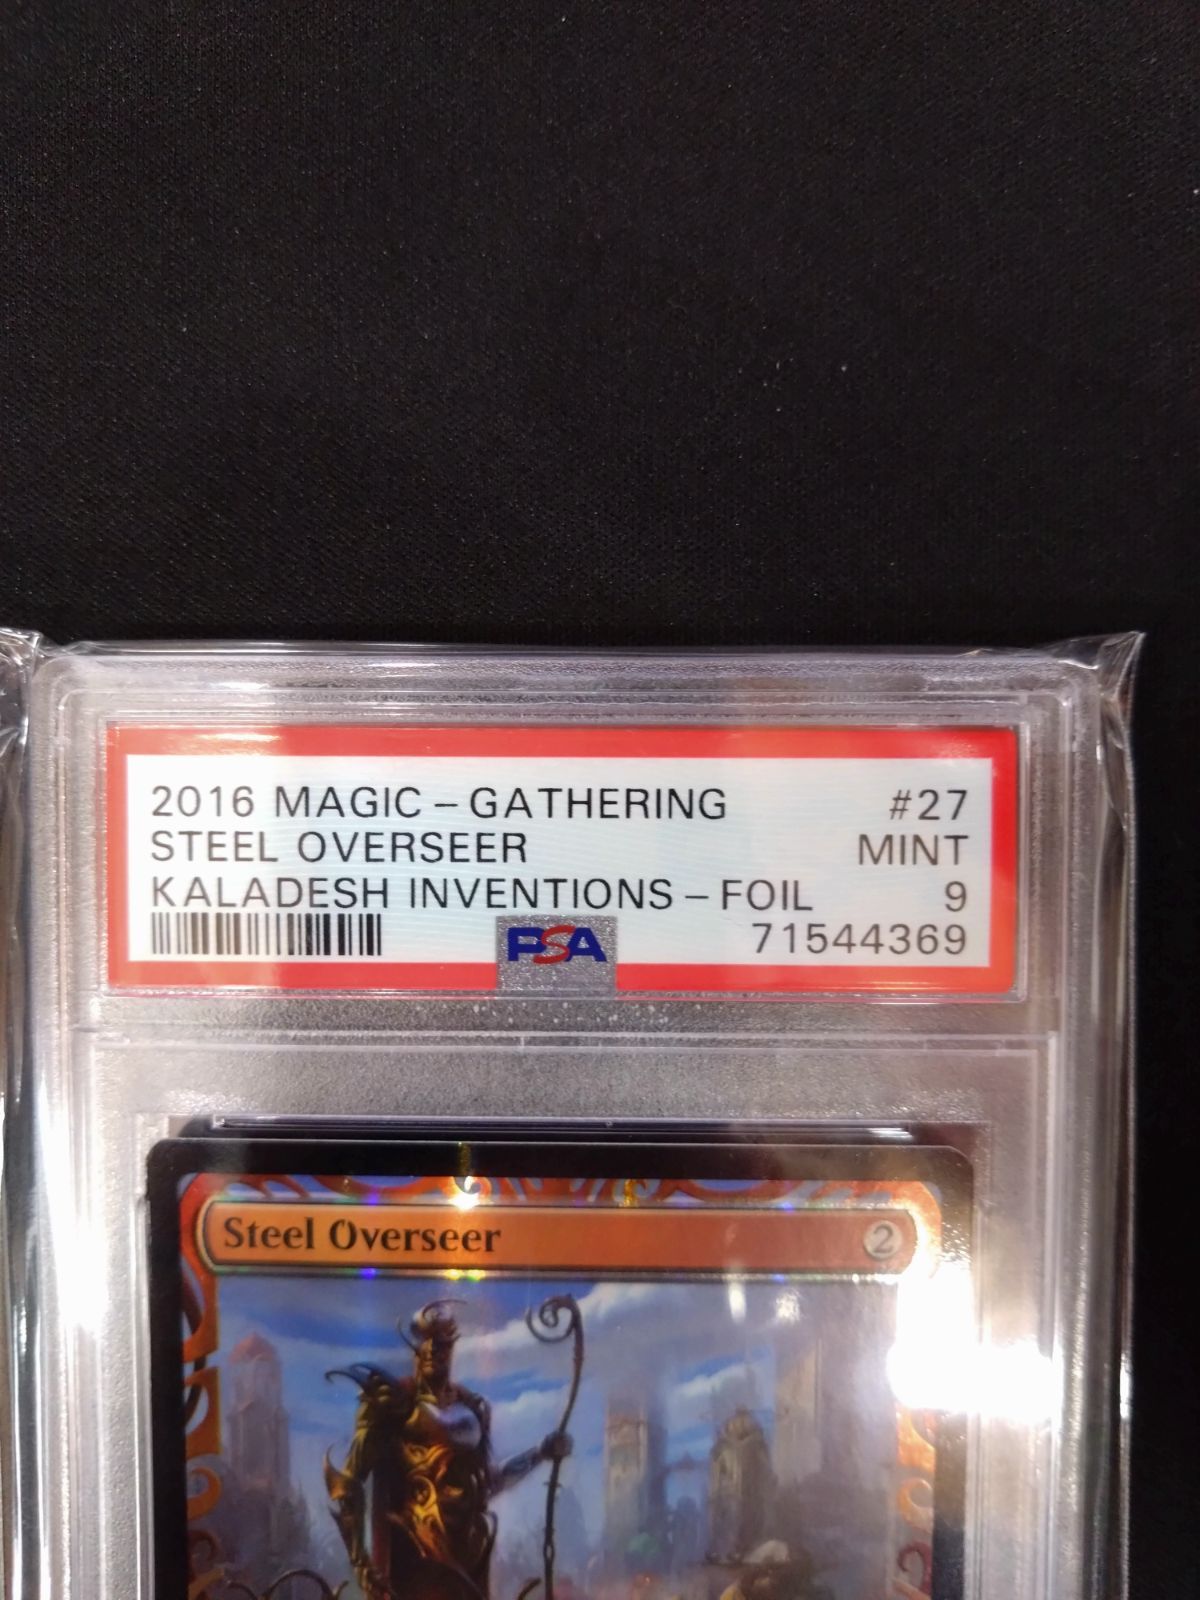 2016 MAGIC – GATHERING #27
STEEL OVERSEER MINT
KALADESH INVENTIONS – FOIL 9
PSA 71544369
Steel Overseer 2